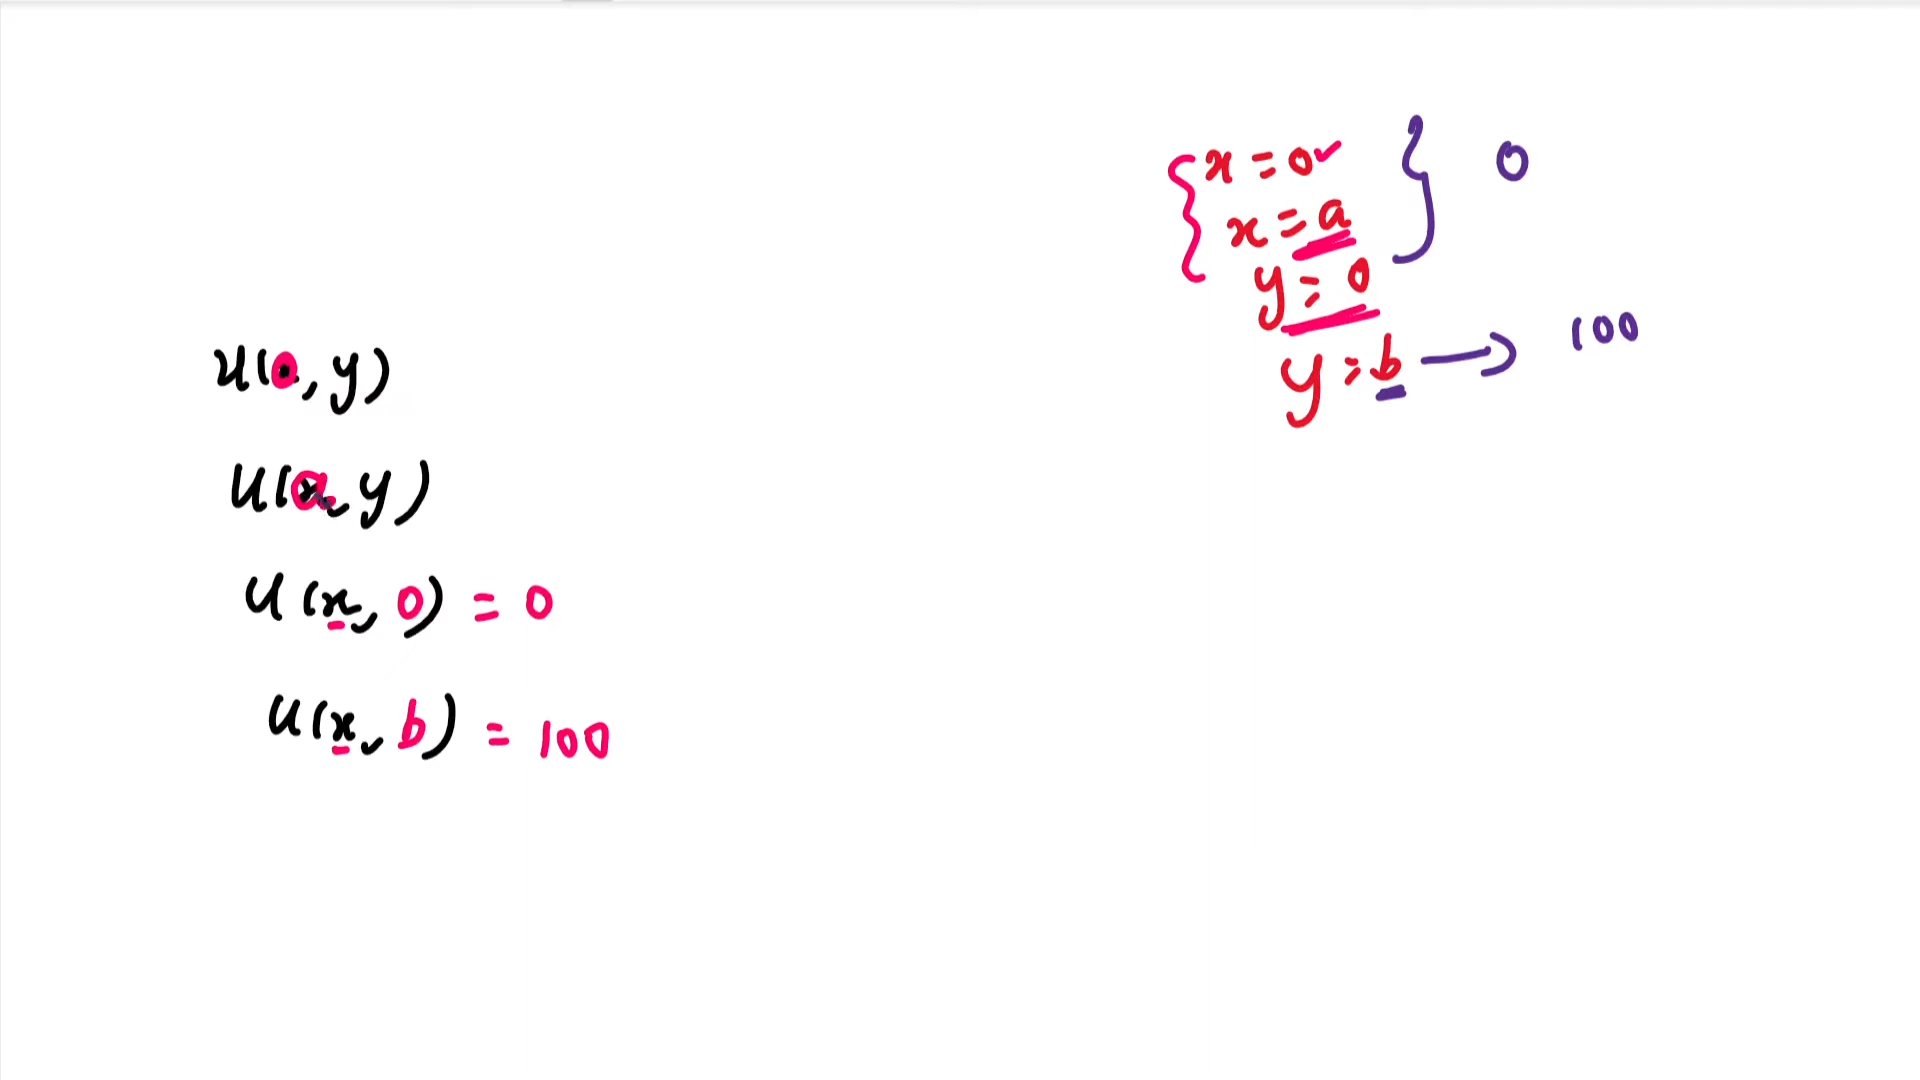 x = 0 } 0
x = a
y = 0
y = b → 100
u(0, y)
u(a, y)
u(x, 0) = 0
u(x, b) = 100